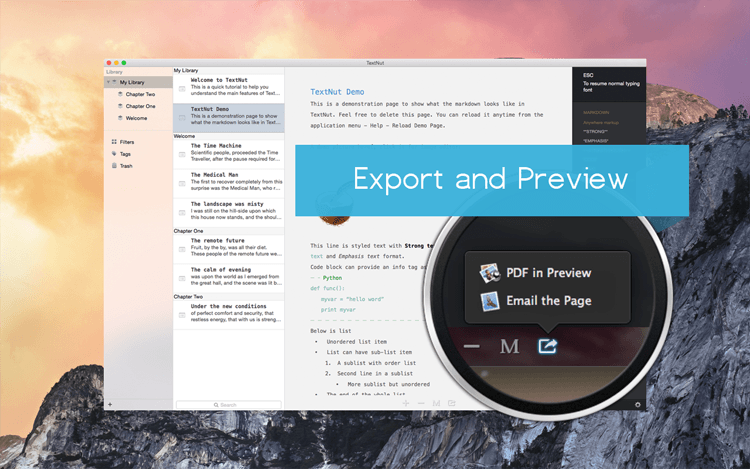 TextNut
Library
My Library
Chapter Two
Chapter One
Welcome
Filters
Tags
Trash
My Library
Welcome to TextNut
This is a quick tutorial to help you
understand the main features of Text...
TextNut Demo
This is a demonstration page to show
what the markdown looks like in Text...
Welcome
The Time Machine
Scientific people, proceeded the Time
Traveller, after the pause required for...
The Medical Man
The first to recover completely from this
surprise was the Medical Man, who r...
The landscape was misty
I was still on the hill-side upon which
this house now stands, and the shoul...
Chapter One
The remote future
Fruit, by the by, was all their diet.
These people of the remote future we...
The calm of evening
was upon the world as I emerged from
the great hall, and the scene was lit b...
Chapter Two
Under the new conditions
of perfect comfort and security, that
restless energy, that with us is streng...
Search
TextNut Demo
This is a demonstration page to show what the markdown looks like in
TextNut. Feel free to delete this page. You can reload it anytime from the
application menu – Help – Reload Demo Page.
Export and Preview
This line is styled text with Strong te
text and Emphasis text format.
Code block can provide an info tag a
– – Python
def func():
myvar = "hello word"
print myvar
Below is list
• Unordered list item
• List can have sub-list item
1. A sublist with order list
2. Second line in a sublist
• More sublist but unordered
• The end of the whole list
ESC
To resume normal typing
font
MARKDOWN
Anywhere markup
**STRONG**
*EMPHASIS*
PDF in Preview
Email the Page
M